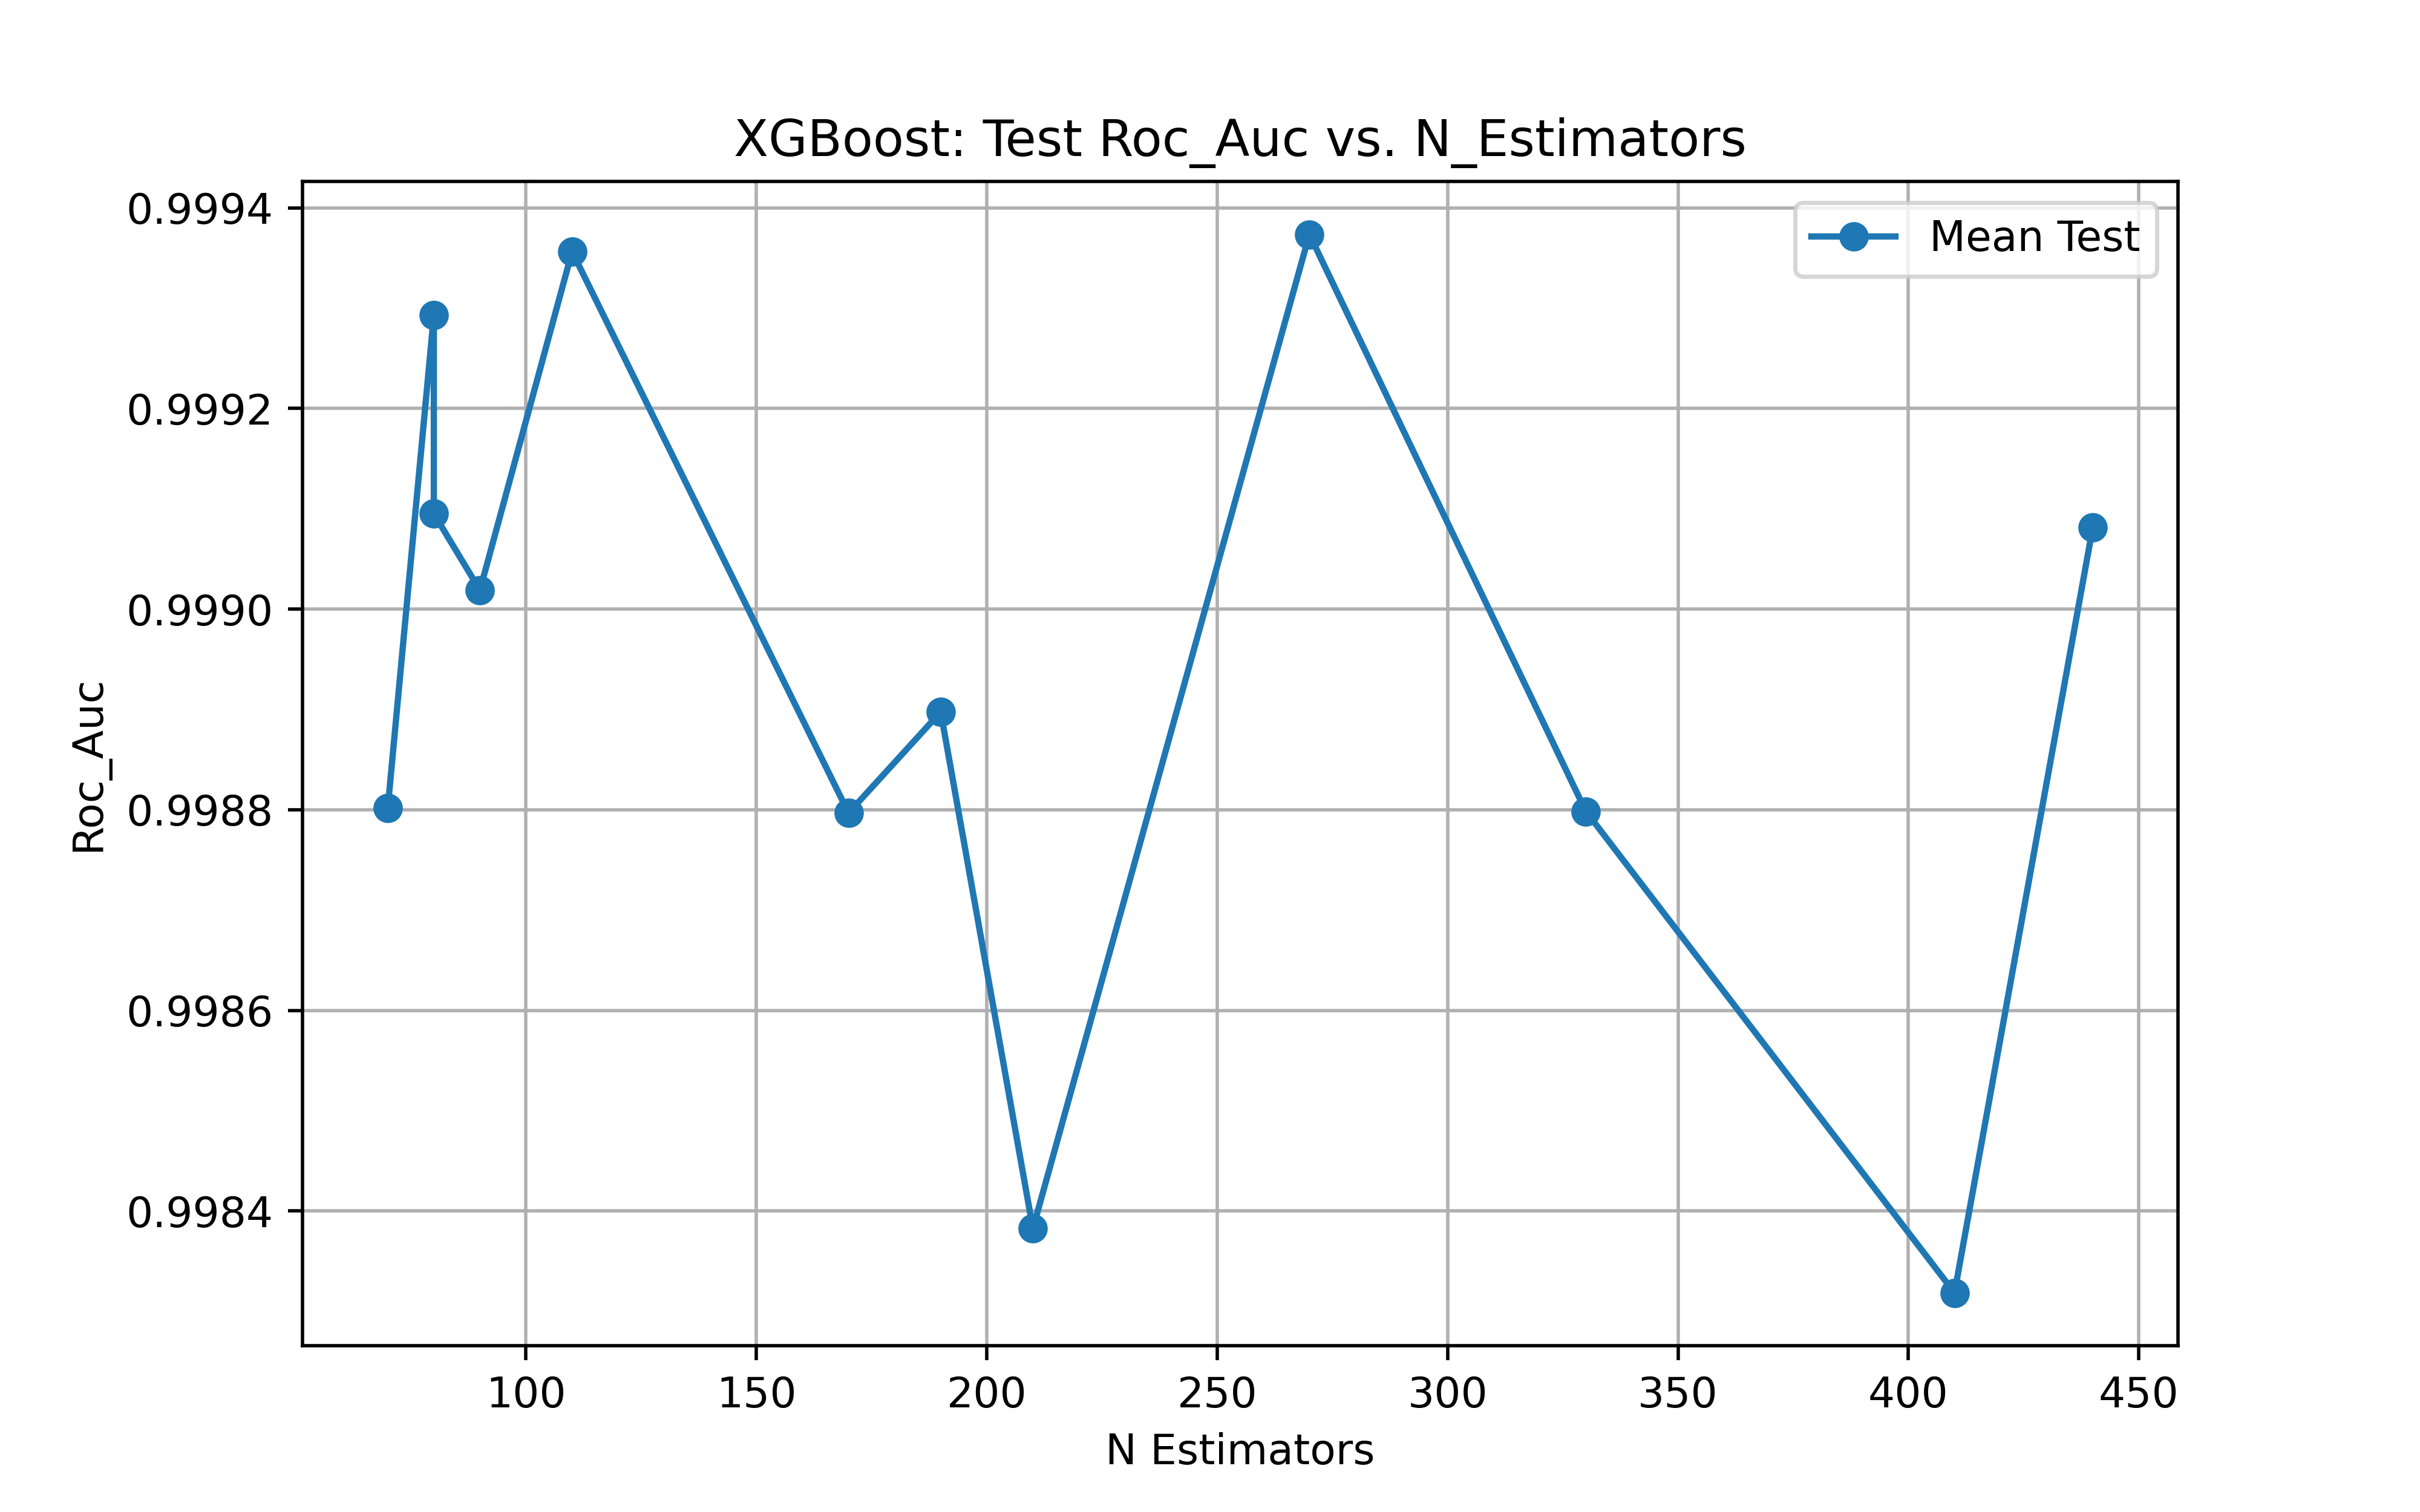 XGBoost: Test Roc_Auc vs. N_Estimators
Mean Test
Roc_Auc
0.9994
0.9992
0.9990
0.9988
0.9986
0.9984
100 150 200 250 300 350 400 450
N Estimators